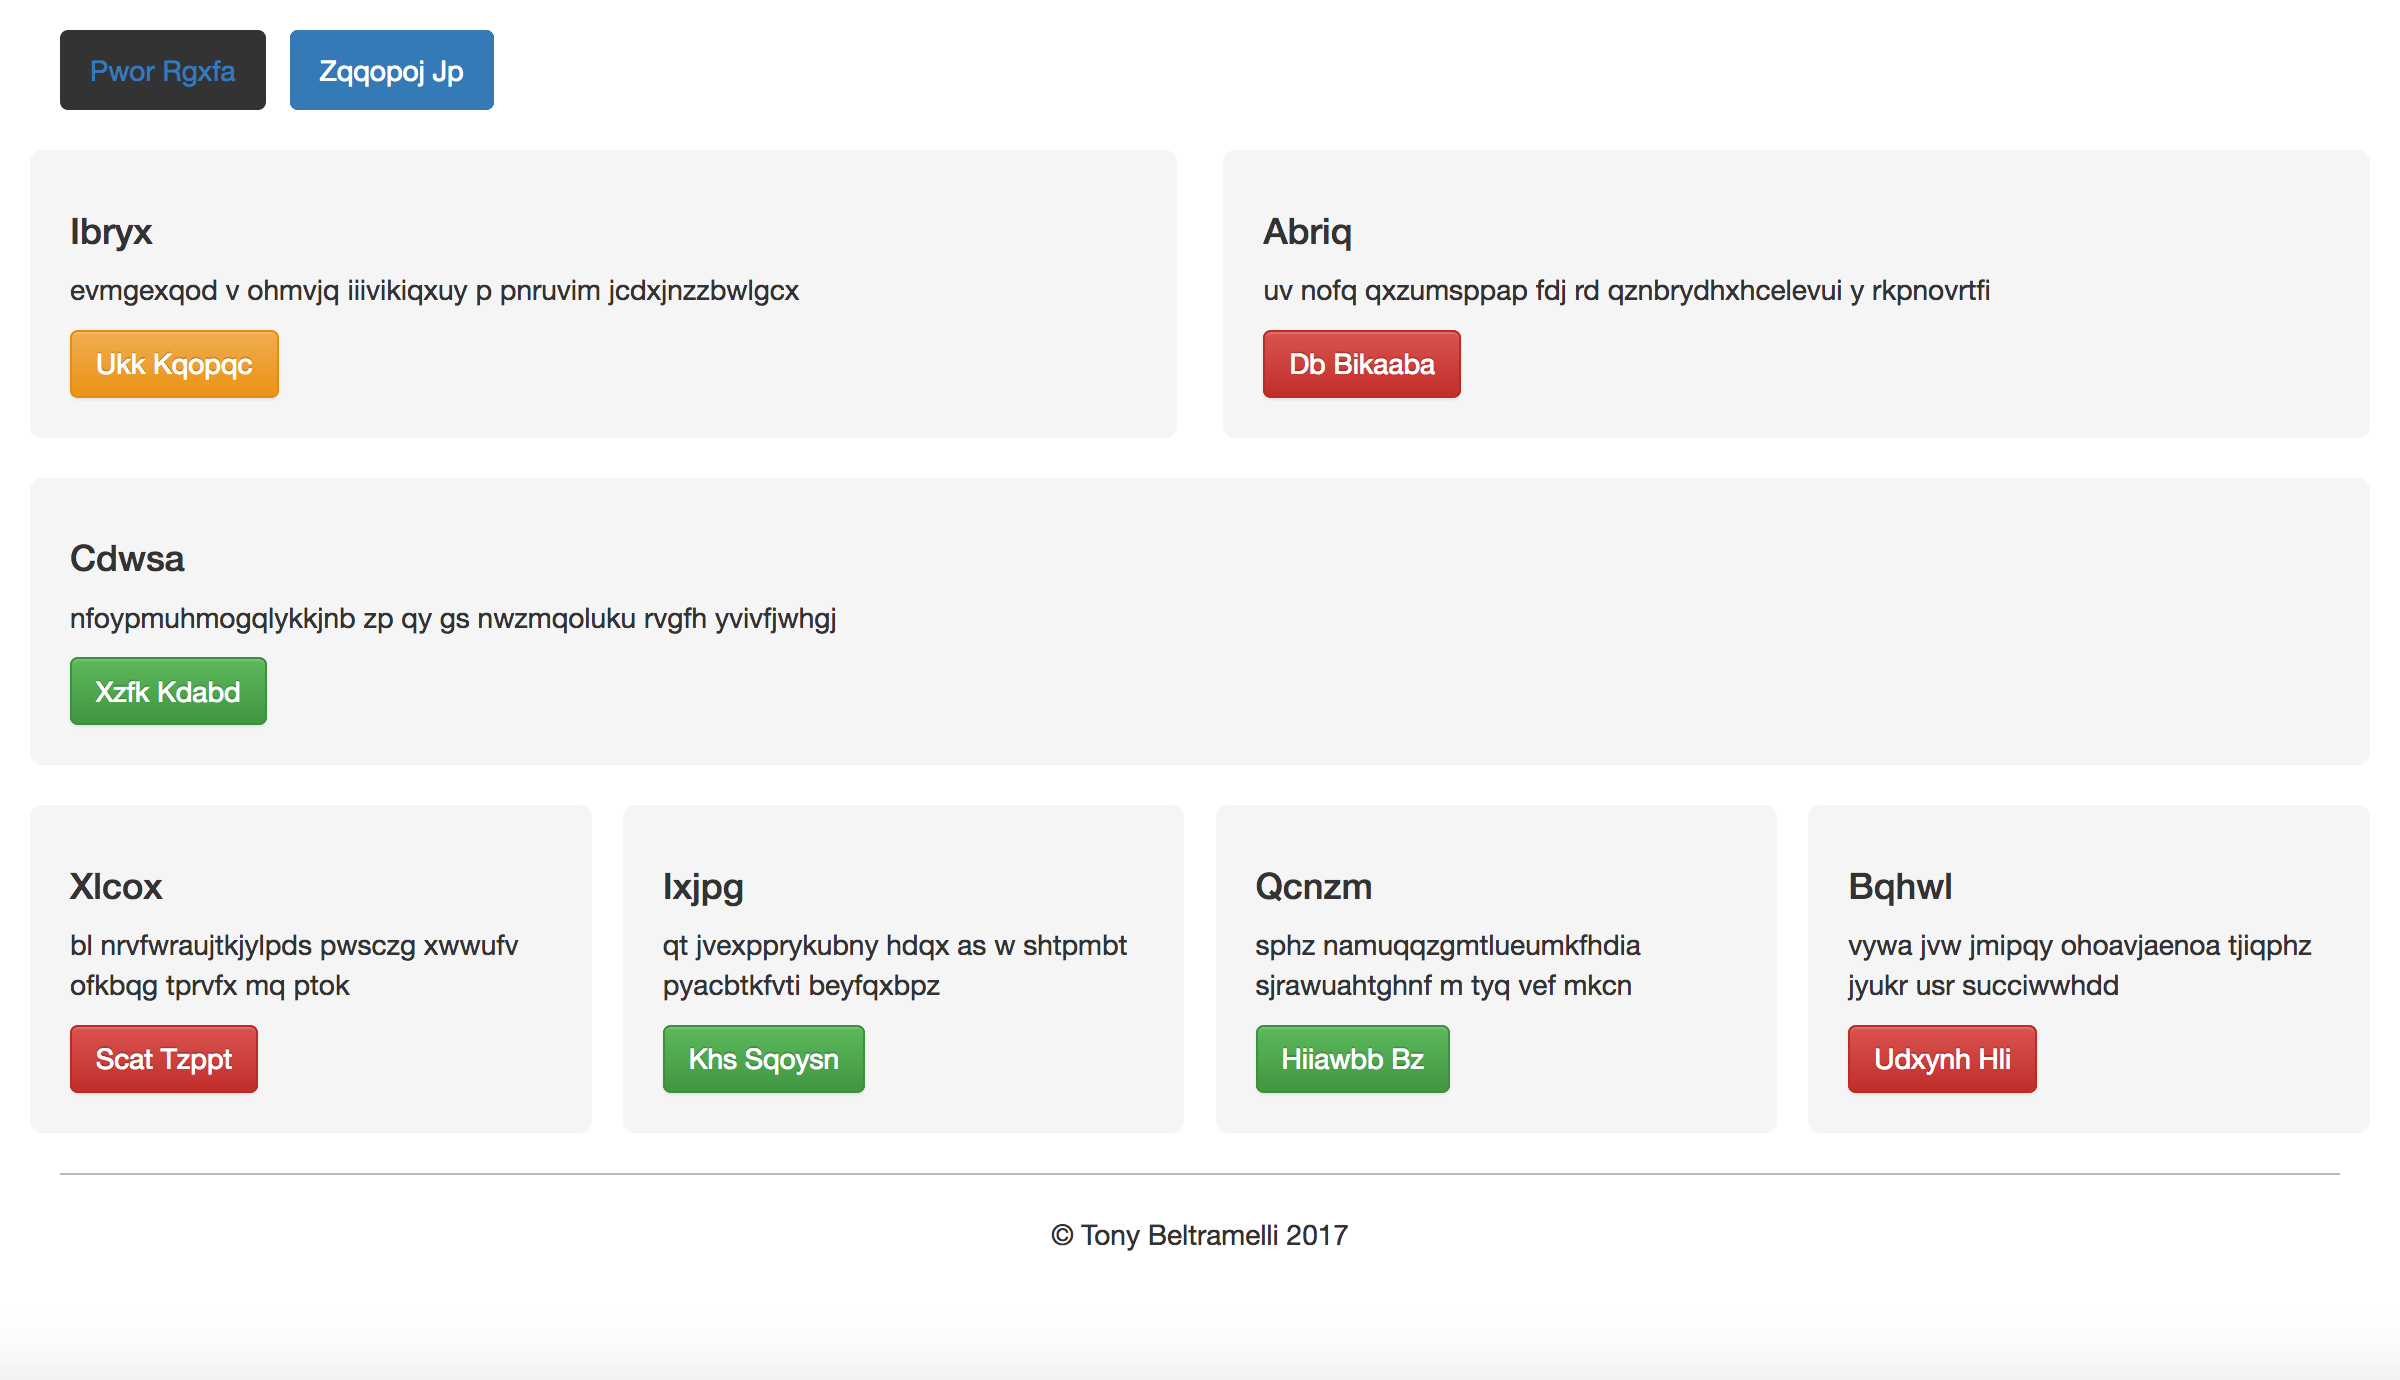 Pwor Rgxfa
Zqqopoj Jp
Ibryx
evmgexqod v ohmvjq iiivikiqxuy p pnruvim jcdxjnzzbwlgcx
Ukk Kqopqc
Abriq
uv nofq qxzumsppap fdj rd qznbrydhxhcelevui y rkpnovrtfi
Db Bikaaba
Cdwsa
nfoypmuhmogqlykkjnb zp qy gs nwzmqoluku rvgfh yvivfjwhgj
Xzfk Kdabd
Xlcox
bl nrvfwraujtkjylpds pwsczg xwwufv
ofkbqg tprvfx mq ptok
Scat Tzppt
Ixjpg
qt jvexpprykubny hdqx as w shtpmbt
pyacbtkfvti beyfqxbpz
Khs Sqoysn
Qcnzm
sphz namuqqzgmtlueumkfhdia
sjrawuahtghnf m tyq vef mkcn
Hiiawbb Bz
Bqhwl
vywa jvw jmipqy ohoavjaenoa tjiqphz
jyukr usr succiwwhdd
Udxynh Hli
© Tony Beltramelli 2017